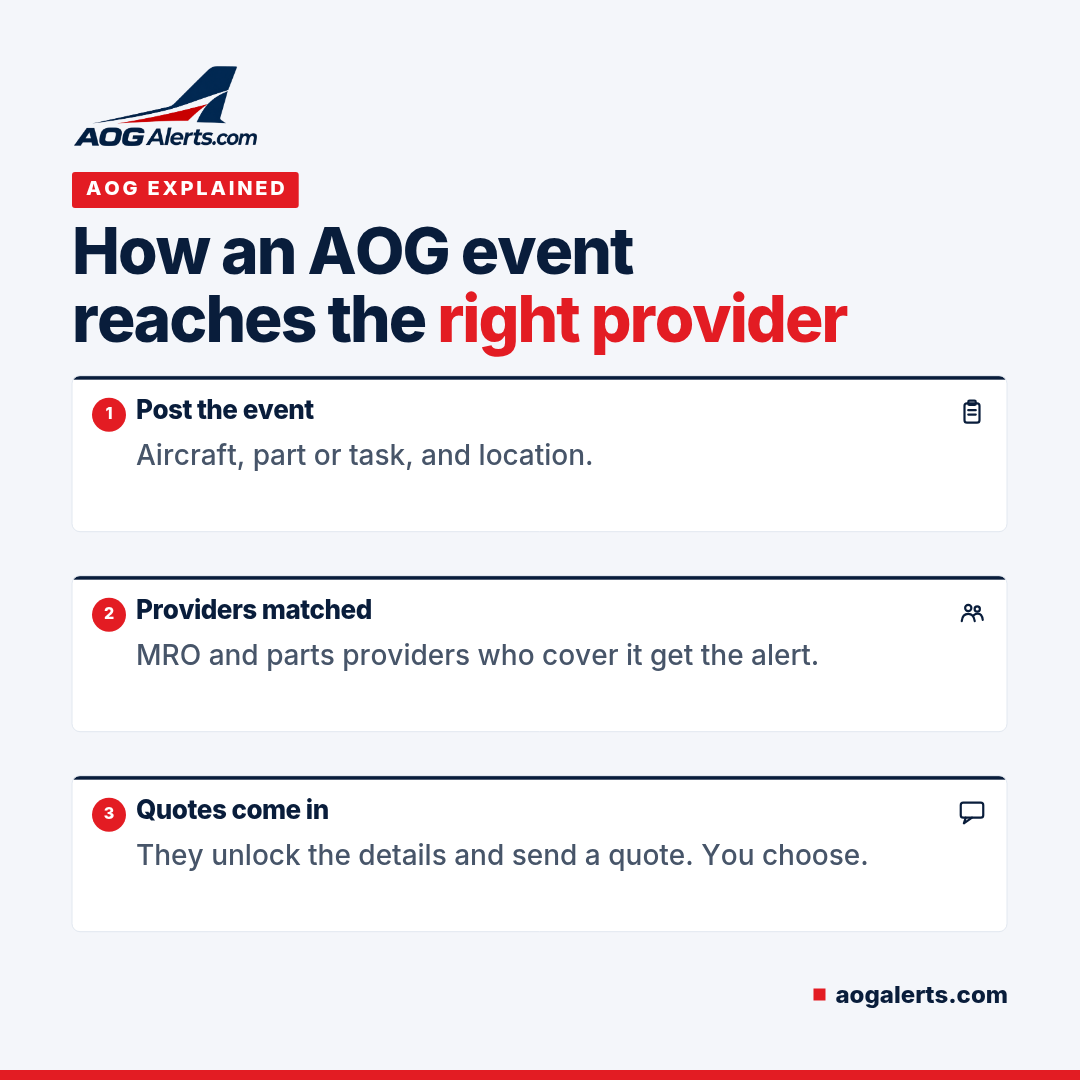 AOG Alerts.com
AOG EXPLAINED
How an AOG event
reaches the right provider
1 Post the event
Aircraft, part or task, and location.
2 Providers matched
MRO and parts providers who cover it get the alert.
3 Quotes come in
They unlock the details and send a quote. You choose.
aogalerts.com